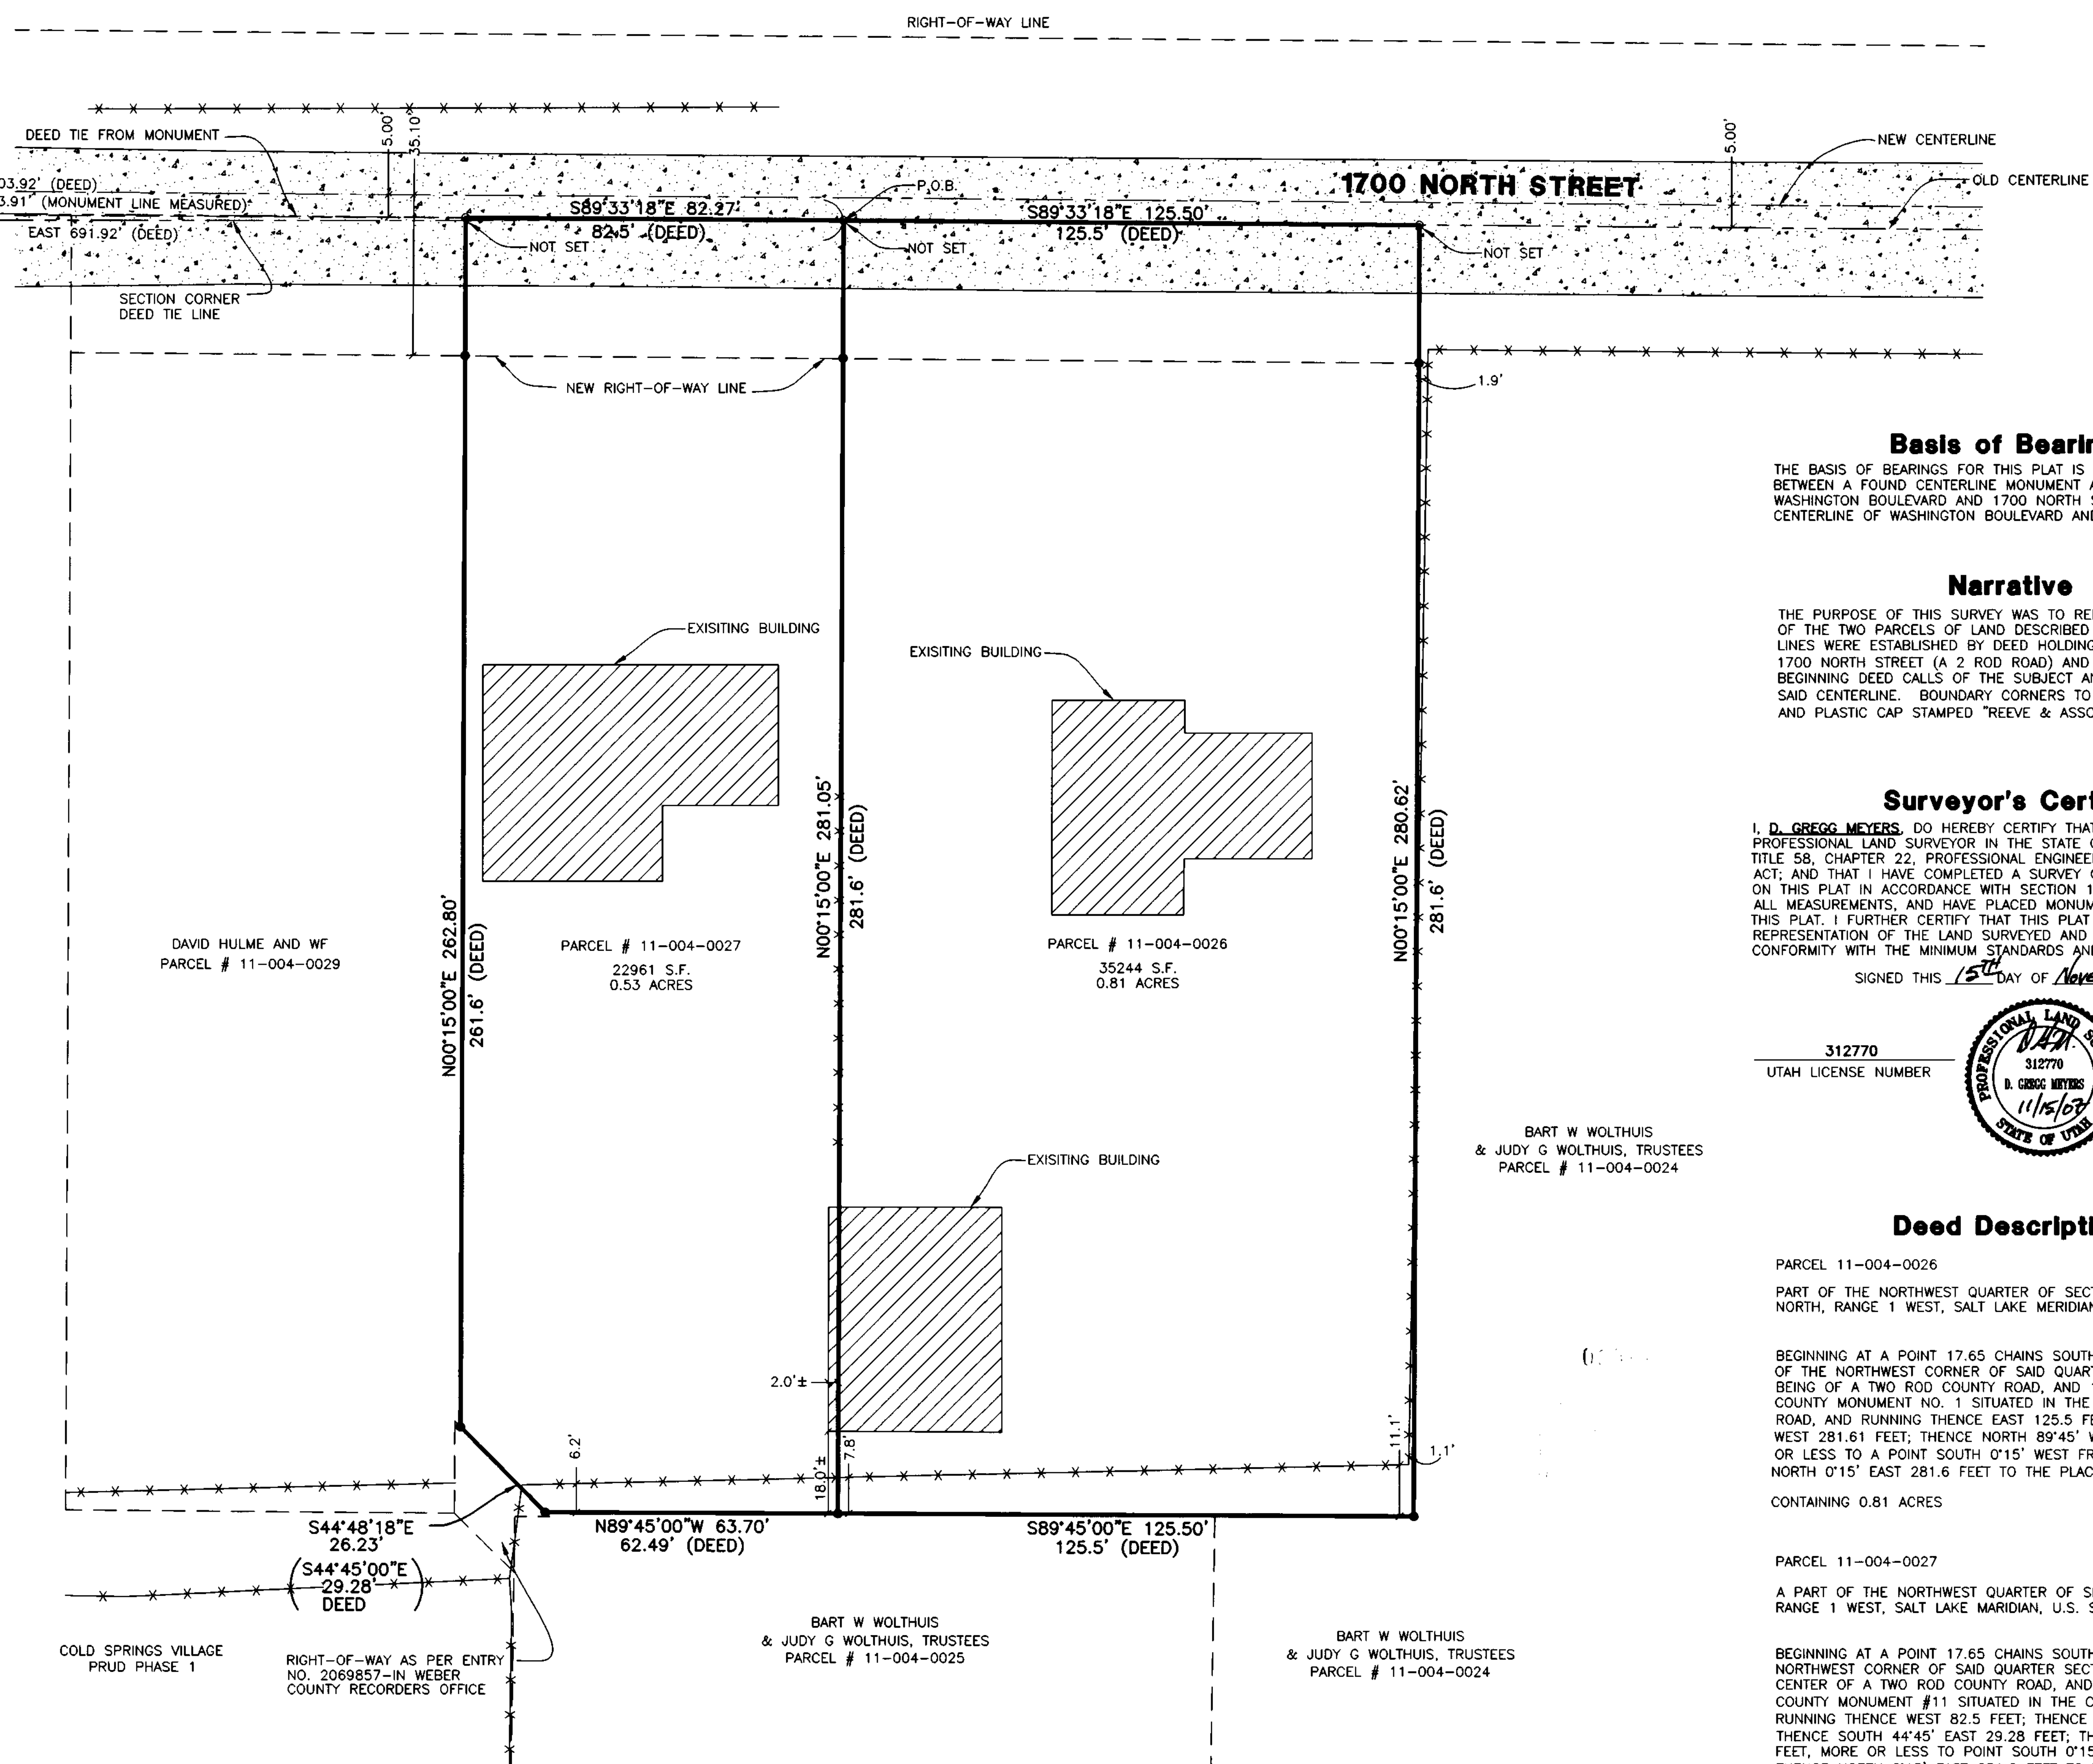 RIGHT-OF-WAY LINE
DEED TIE FROM MONUMENT
5.00'
35.10'
5.00'
NEW CENTERLINE
OLD CENTERLINE
03.92' (DEED)
3.91' (MONUMENT LINE MEASURED)
EAST 691.92' (DEED)
P.O.B.
1700 NORTH STREET
S89°33'18"E 82.27'
82.5' (DEED)
S89°33'18"E 125.50'
125.5' (DEED)
NOT SET
NOT SET
NOT SET
SECTION CORNER
DEED TIE LINE
NEW RIGHT-OF-WAY LINE
1.9'
Basis of Bearin
THE BASIS OF BEARINGS FOR THIS PLAT IS
BETWEEN A FOUND CENTERLINE MONUMENT A
WASHINGTON BOULEVARD AND 1700 NORTH S
CENTERLINE OF WASHINGTON BOULEVARD AND
Narrative
THE PURPOSE OF THIS SURVEY WAS TO RE
OF THE TWO PARCELS OF LAND DESCRIBED
LINES WERE ESTABLISHED BY DEED HOLDING
1700 NORTH STREET (A 2 ROD ROAD) AND
BEGINNING DEED CALLS OF THE SUBJECT AN
SAID CENTERLINE. BOUNDARY CORNERS TO
AND PLASTIC CAP STAMPED "REEVE & ASSO
EXISITING BUILDING
EXISITING BUILDING
N00°15'00"E 281.05'
281.6' (DEED)
N00°15'00"E 280.62'
281.6' (DEED)
N00°15'00"E 262.80'
261.6' (DEED)
Surveyor's Cert
I, D. GREGG MEYERS, DO HEREBY CERTIFY THAT
PROFESSIONAL LAND SURVEYOR IN THE STATE O
TITLE 58, CHAPTER 22, PROFESSIONAL ENGINEE
ACT; AND THAT I HAVE COMPLETED A SURVEY O
ON THIS PLAT IN ACCORDANCE WITH SECTION 1
ALL MEASUREMENTS, AND HAVE PLACED MONUM
THIS PLAT. I FURTHER CERTIFY THAT THIS PLAT
REPRESENTATION OF THE LAND SURVEYED AND
CONFORMITY WITH THE MINIMUM STANDARDS AN
SIGNED THIS 15TH DAY OF Nove
DAVID HULME AND WF
PARCEL # 11-004-0029
PARCEL # 11-004-0027
22961 S.F.
0.53 ACRES
PARCEL # 11-004-0026
35244 S.F.
0.81 ACRES
312770
UTAH LICENSE NUMBER
PROFESSIONAL LAND S
312770
D. GREGG MEYERS
11/15/07
STATE OF UTAH
BART W WOLTHUIS
& JUDY G WOLTHUIS, TRUSTEES
PARCEL # 11-004-0024
EXISITING BUILDING
Deed Descripti
PARCEL 11-004-0026
PART OF THE NORTHWEST QUARTER OF SEC
NORTH, RANGE 1 WEST, SALT LAKE MERIDIAN
BEGINNING AT A POINT 17.65 CHAINS SOUTH
OF THE NORTHWEST CORNER OF SAID QUAR
BEING OF A TWO ROD COUNTY ROAD, AND
COUNTY MONUMENT NO. 1 SITUATED IN THE
ROAD, AND RUNNING THENCE EAST 125.5 FE
WEST 281.61 FEET; THENCE NORTH 89°45' W
OR LESS TO A POINT SOUTH 0°15' WEST FR
NORTH 0°15' EAST 281.6 FEET TO THE PLAC
CONTAINING 0.81 ACRES
2.0'±
6.2'
18.0'±
7.8'
11.1'
1.1'
S44°48'18"E
26.23'
(S44°45'00"E
29.28'
DEED)
N89°45'00"W 63.70'
62.49' (DEED)
S89°45'00"E 125.50'
125.5' (DEED)
PARCEL 11-004-0027
A PART OF THE NORTHWEST QUARTER OF S
RANGE 1 WEST, SALT LAKE MARIDIAN, U.S. S
BEGINNING AT A POINT 17.65 CHAINS SOUTH
NORTHWEST CORNER OF SAID QUARTER SECT
CENTER OF A TWO ROD COUNTY ROAD, AND
COUNTY MONUMENT #11 SITUATED IN THE C
RUNNING THENCE WEST 82.5 FEET; THENCE
THENCE SOUTH 44°45' EAST 29.28 FEET; TH
FEET, MORE OR LESS TO POINT SOUTH 0°15
COLD SPRINGS VILLAGE
PRUD PHASE 1
RIGHT-OF-WAY AS PER ENTRY
NO. 2069857-IN WEBER
COUNTY RECORDERS OFFICE
BART W WOLTHUIS
& JUDY G WOLTHUIS, TRUSTEES
PARCEL # 11-004-0025
BART W WOLTHUIS
& JUDY G WOLTHUIS, TRUSTEES
PARCEL # 11-004-0024